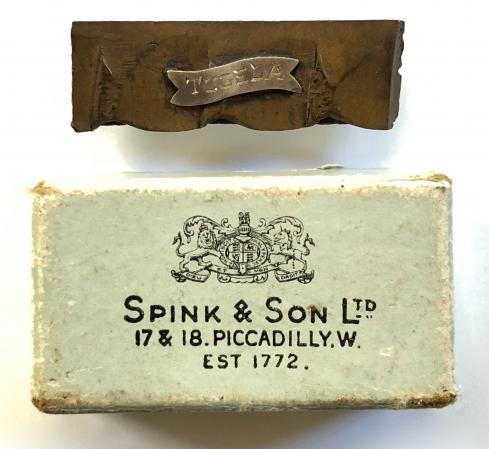 TUGELA
SPINK & SON LTD
17 & 18. PICCADILLY. W.
EST 1772.